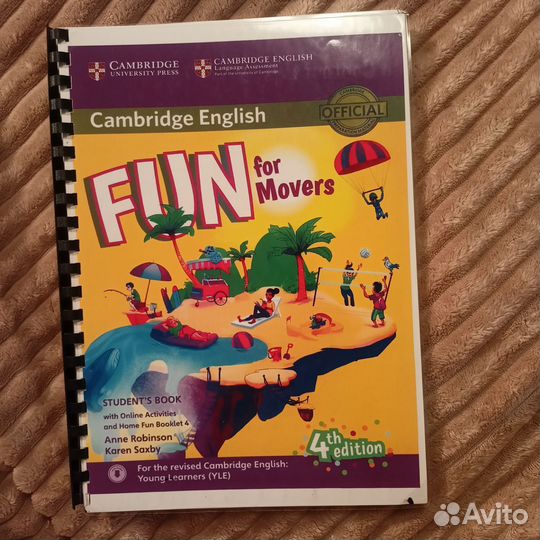 CAMBRIDGE
UNIVERSITY PRESS
CAMBRIDGE ENGLISH
Language Assessment
Part of the University of Cambridge
Cambridge English
CAMBRIDGE
OFFICIAL
FUN for
Movers
STUDENT'S BOOK
with Online Activities
and Home Fun Booklet 4
Anne Robinson
Karen Saxby
4th
edition
For the revised Cambridge English:
Young Learners (YLE)
Avito